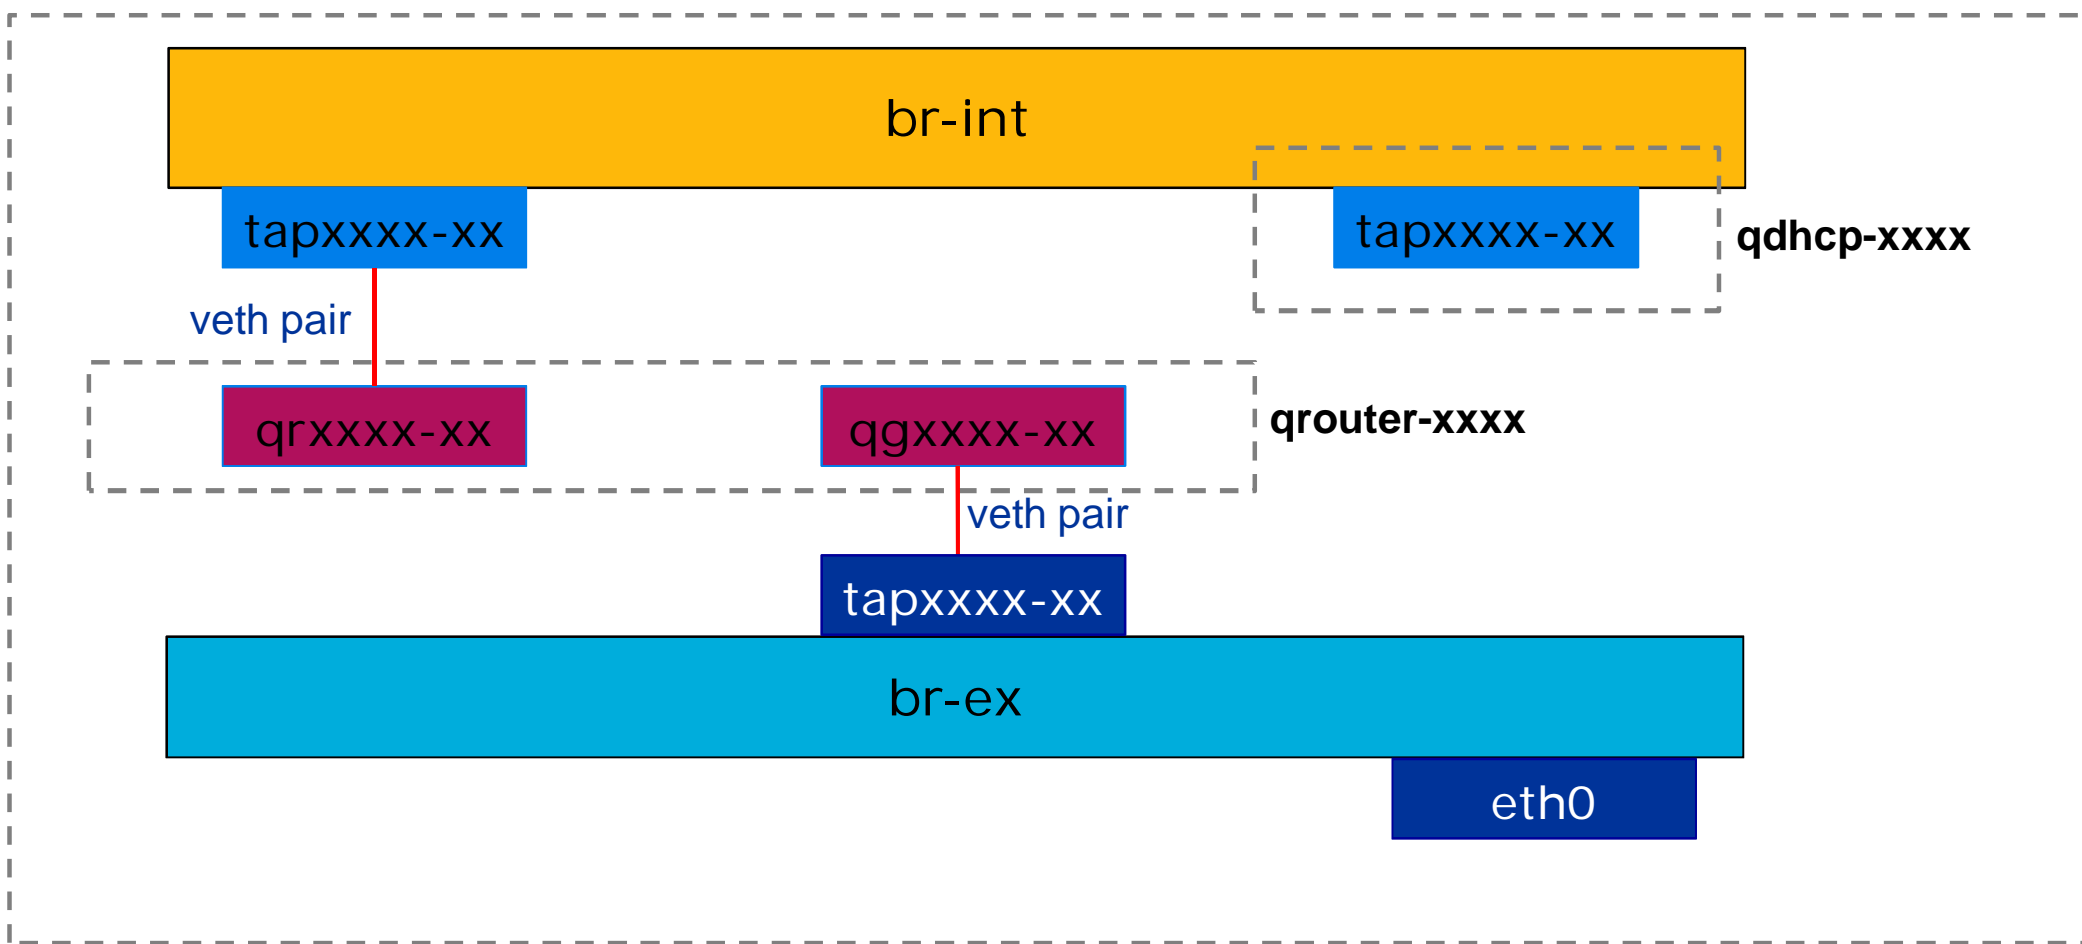 br-int
tapxxxx-xx
tapxxxx-xx
qdhcp-xxxx
veth pair
qrxxxx-xx
qgxxxx-xx
qrouter-xxxx
veth pair
tapxxxx-xx
br-ex
eth0